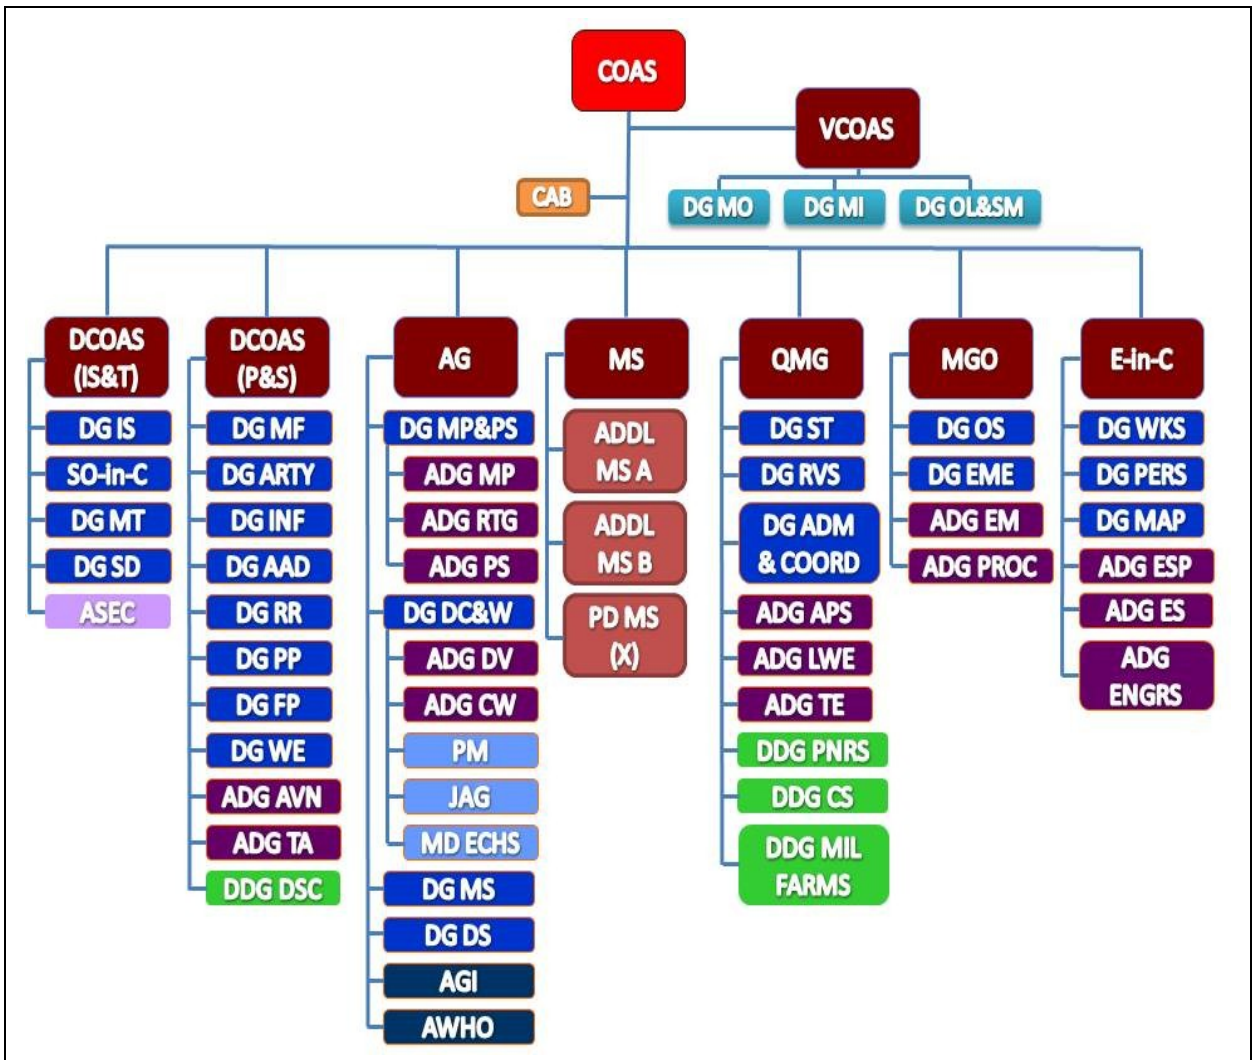 COAS
VCOAS
CAB
DG MO
DG MI
DG OL&SM
DCOAS
(IS&T)
DG IS
SO-in-C
DG MT
DG SD
ASEC
DCOAS
(P&S)
DG MF
DG ARTY
DG INF
DG AAD
DG RR
DG PP
DG FP
DG WE
ADG AVN
ADG TA
DDG DSC
AG
DG MP&PS
ADG MP
ADG RTG
ADG PS
DG DC&W
ADG DV
ADG CW
PM
JAG
MD ECHS
DG MS
DG DS
AGI
AWHO
MS
ADDL
MS A
ADDL
MS B
PD MS
(X)
QMG
DG ST
DG RVS
DG ADM
& COORD
ADG APS
ADG LWE
ADG TE
DDG PNRS
DDG CS
DDG MIL
FARMS
MGO
DG OS
DG EME
ADG EM
ADG PROC
E-in-C
DG WKS
DG PERS
DG MAP
ADG ESP
ADG ES
ADG
ENGRS